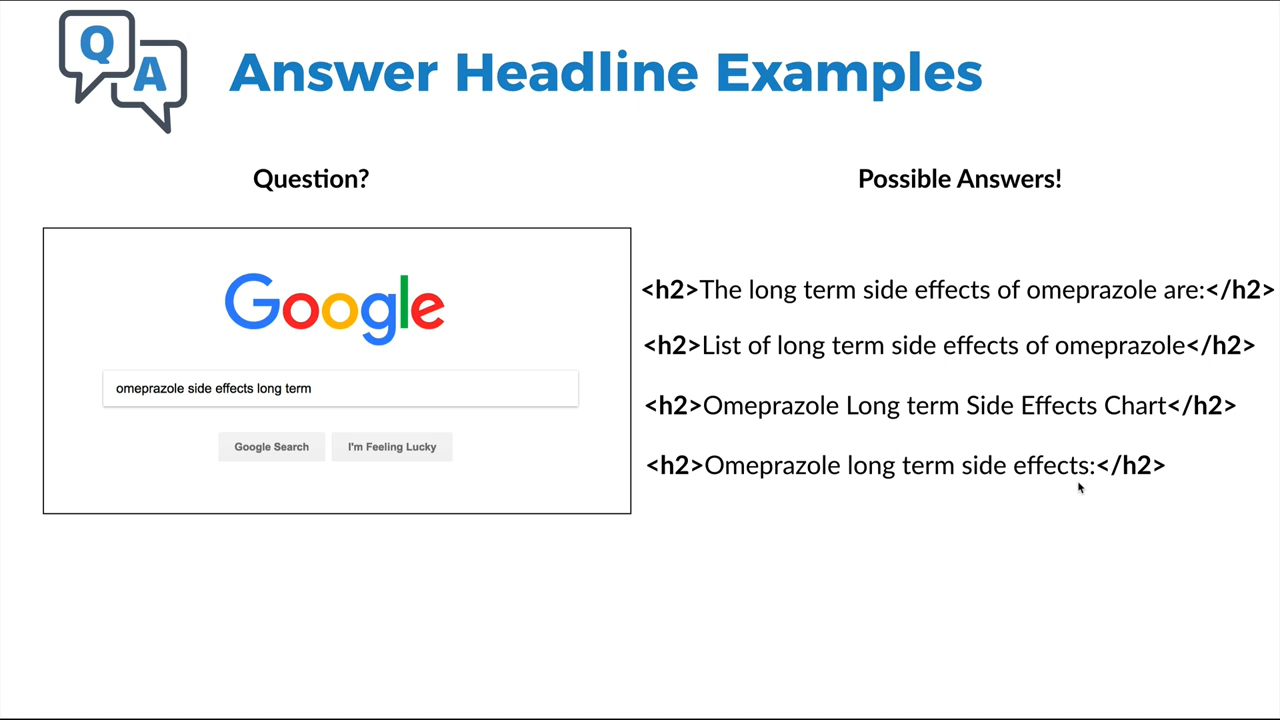 Q
A
Answer Headline Examples
Question?
Possible Answers!
Google
omeprazole side effects long term
Google Search
I'm Feeling Lucky
<h2>The long term side effects of omeprazole are:</h2>
<h2>List of long term side effects of omeprazole</h2>
<h2>Omeprazole Long term Side Effects Chart</h2>
<h2>Omeprazole long term side effects:</h2>